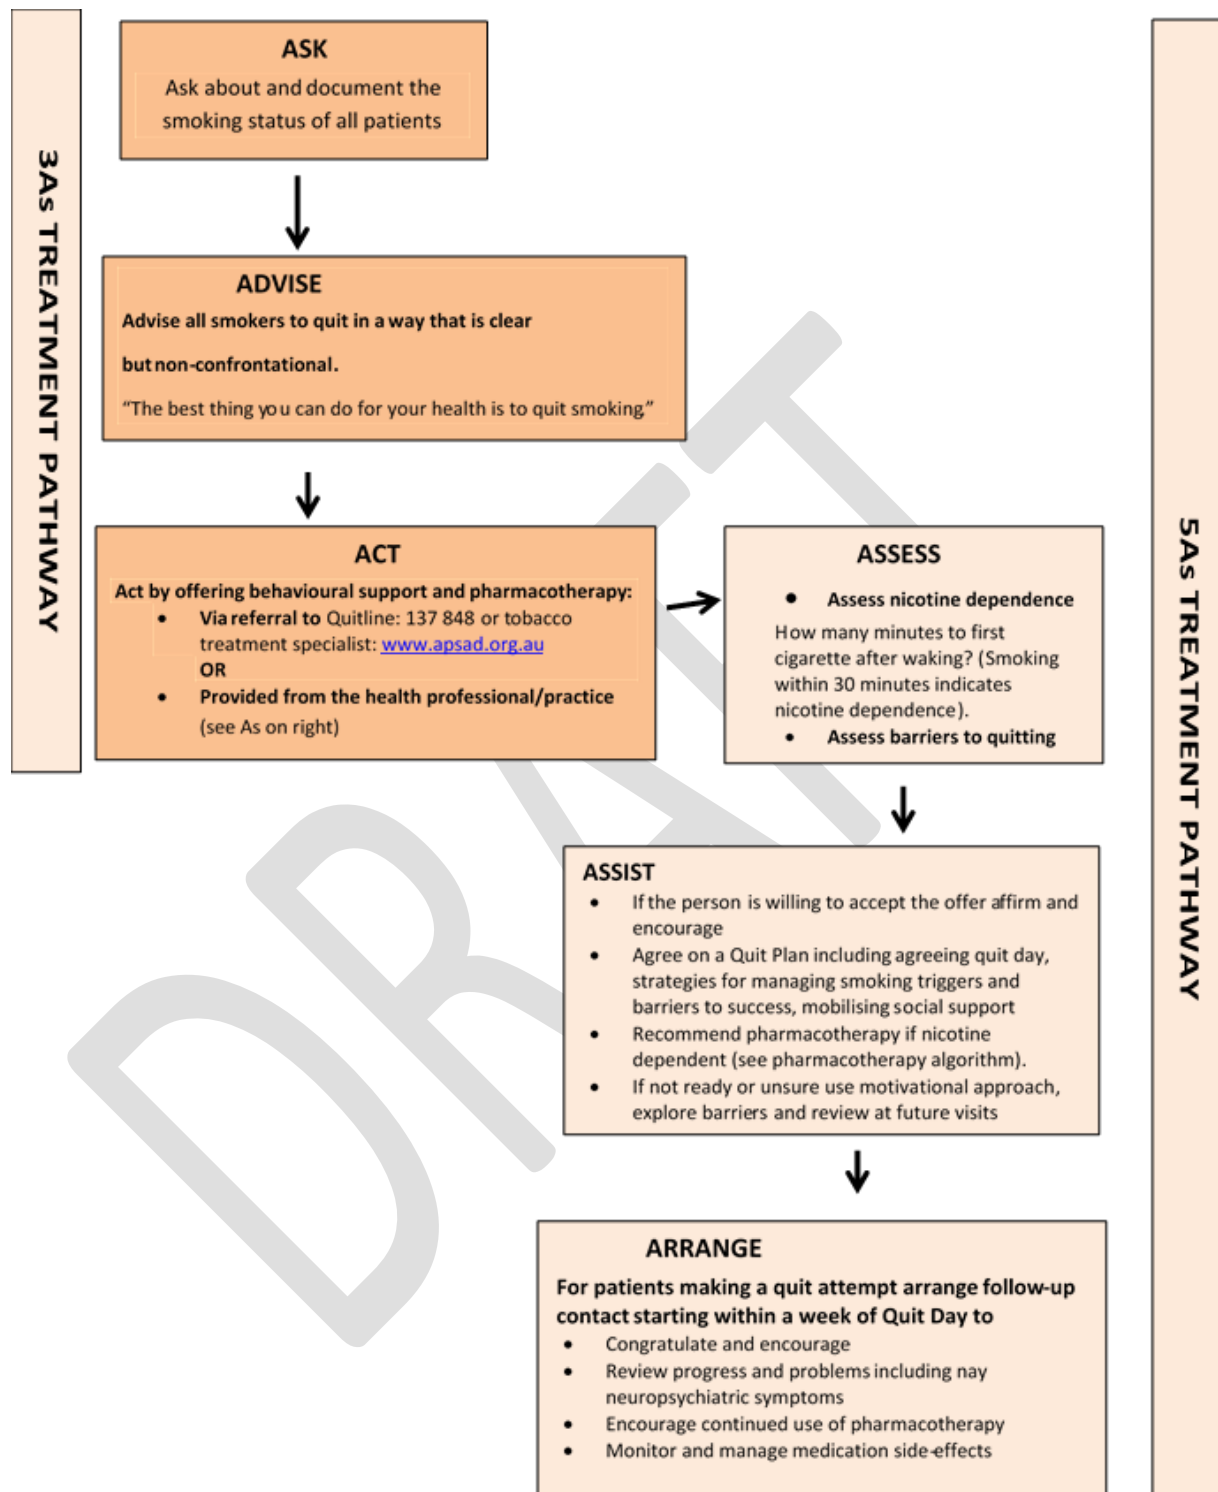 3As TREATMENT PATHWAY
ASK
Ask about and document the
smoking status of all patients
ADVISE
Advise all smokers to quit in a way that is clear
but non-confrontational.
“The best thing you can do for your health is to quit smoking.”
ACT
Act by offering behavioural support and pharmacotherapy:
• Via referral to Quitline: 137 848 or tobacco
treatment specialist: www.apsad.org.au
OR
• Provided from the health professional/practice
(see As on right)
ASSESS
• Assess nicotine dependence
How many minutes to first
cigarette after waking? (Smoking
within 30 minutes indicates
nicotine dependence).
• Assess barriers to quitting
ASSIST
• If the person is willing to accept the offer affirm and
encourage
• Agree on a Quit Plan including agreeing quit day,
strategies for managing smoking triggers and
barriers to success, mobilising social support
• Recommend pharmacotherapy if nicotine
dependent (see pharmacotherapy algorithm).
• If not ready or unsure use motivational approach,
explore barriers and review at future visits
ARRANGE
For patients making a quit attempt arrange follow-up
contact starting within a week of Quit Day to
• Congratulate and encourage
• Review progress and problems including nay
neuropsychiatric symptoms
• Encourage continued use of pharmacotherapy
• Monitor and manage medication side-effects
5As TREATMENT PATHWAY
DRAFT